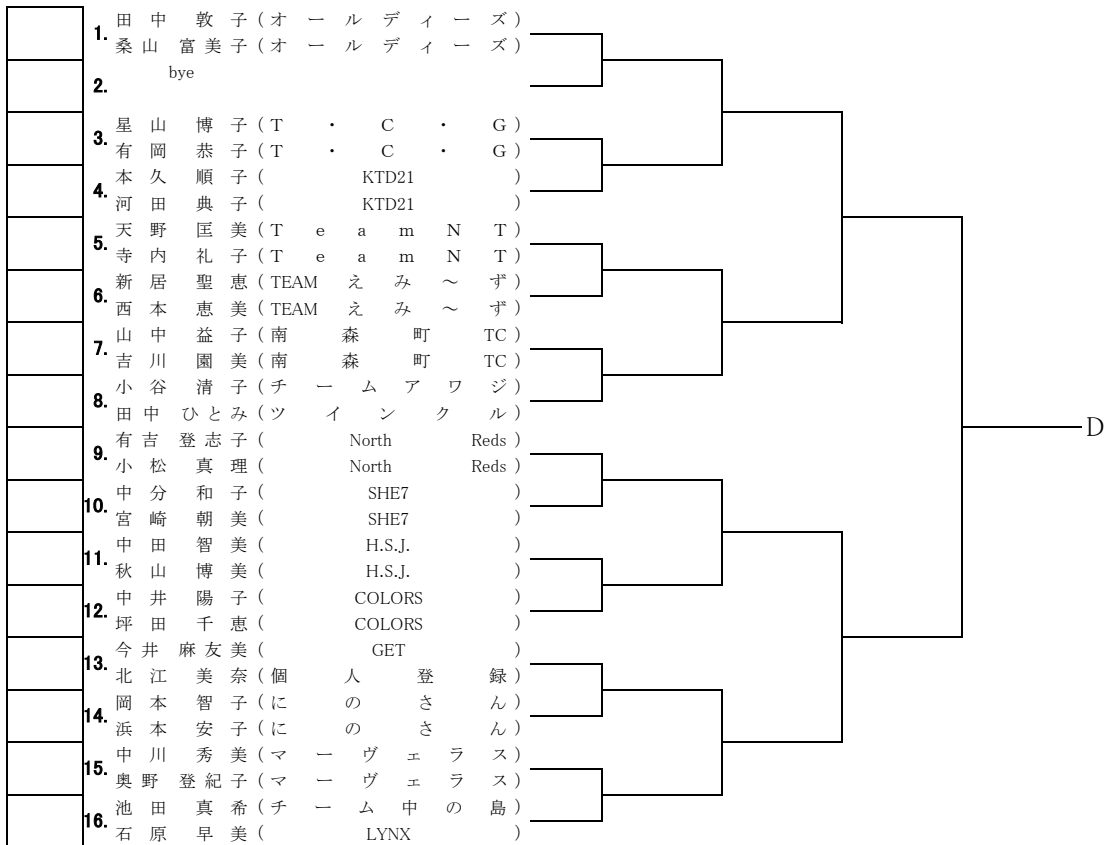 1. 田中 敦子(オールディーズ)
桑山 富美子(オールディーズ)
2. bye
3. 星山 博子(T・C・G)
有岡 恭子(T・C・G)
4. 本久 順子(KTD21)
河田 典子(KTD21)
5. 天野 匡美(TeamNT)
寺内 礼子(TeamNT)
6. 新居 聖恵(TEAMえみ～ず)
西本 恵美(TEAMえみ～ず)
7. 山中 益子(南森町TC)
吉川 園美(南森町TC)
8. 小谷 清子(チームアワジ)
田中 ひとみ(ツインクル)
9. 有吉 登志子(North Reds)
小松 真理(North Reds)
10. 中分 和子(SHE7)
宮崎 朝美(SHE7)
11. 中田 智美(H.S.J.)
秋山 博美(H.S.J.)
12. 中井 陽子(COLORS)
坪田 千恵(COLORS)
13. 今井 麻友美(GET)
北江 美奈(個人登録)
14. 岡本 智子(にのさん)
浜本 安子(にのさん)
15. 中川 秀美(マーヴェラス)
奥野 登紀子(マーヴェラス)
16. 池田 真希(チーム中の島)
石原 早美(LYNX)
D